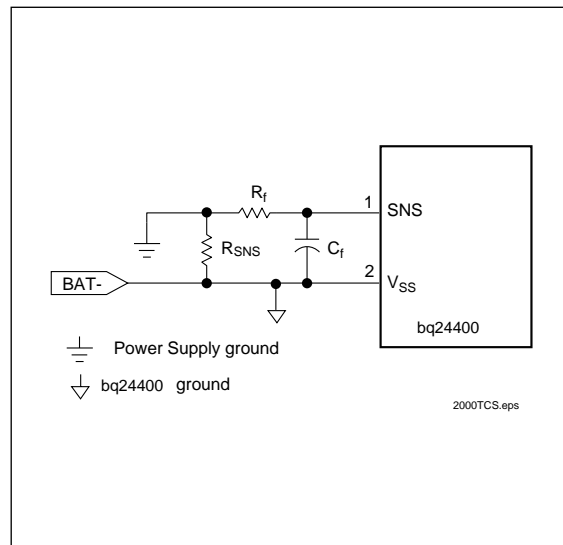 Rf
1
SNS
RSNS
Cf
BAT-
2
VSS
bq24400
Power Supply ground
bq24400 ground
2000TCS.eps